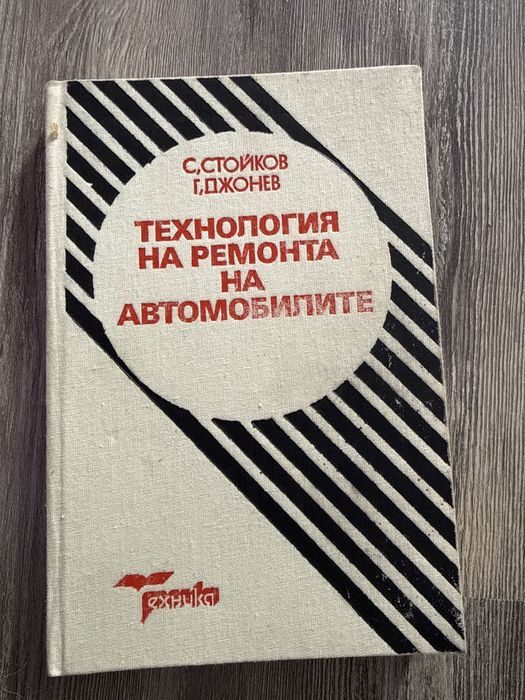 С, СТОЙКОВ
Г, ДЖОНЕВ
ТЕХНОЛОГИЯ
НА РЕМОНТА
НА
АВТОМОБИЛИТЕ
Техника